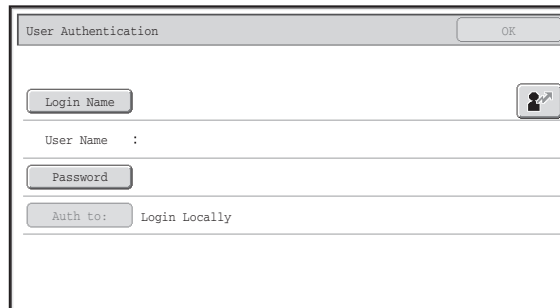 User Authentication OK
Login Name
User Name :
Password
Auth to: Login Locally